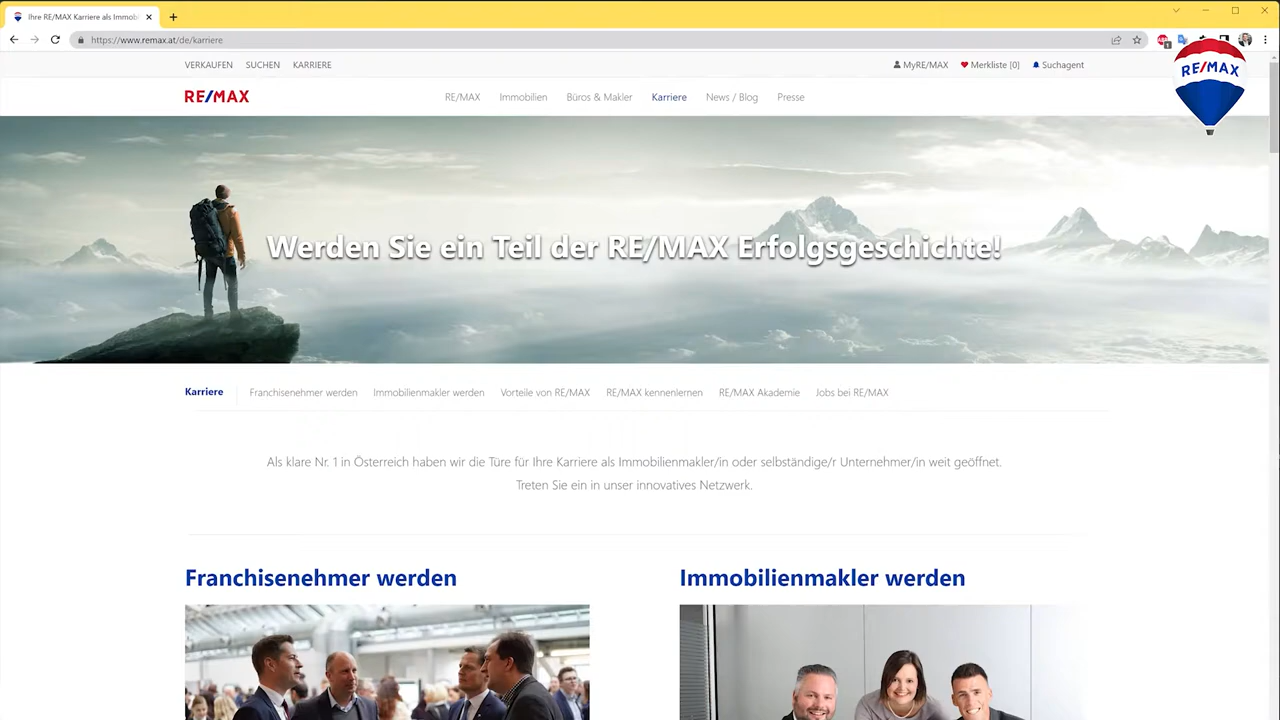 Ihre RE/MAX Karriere als Immob
https://www.remax.at/de/karriere
VERKAUFEN SUCHEN KARRIERE MyRE/MAX Merkliste [0] Suchagent
RE/MAX RE/MAX Immobilien Büros & Makler Karriere News / Blog Presse
RE/MAX
Werden Sie ein Teil der RE/MAX Erfolgsgeschichte!
Karriere Franchisenehmer werden Immobilienmakler werden Vorteile von RE/MAX RE/MAX kennenlernen RE/MAX Akademie Jobs bei RE/MAX
Als klare Nr. 1 in Österreich haben wir die Türe für Ihre Karriere als Immobilienmakler/in oder selbständige/r Unternehmer/in weit geöffnet.
Treten Sie ein in unser innovatives Netzwerk.
Franchisenehmer werden Immobilienmakler werden